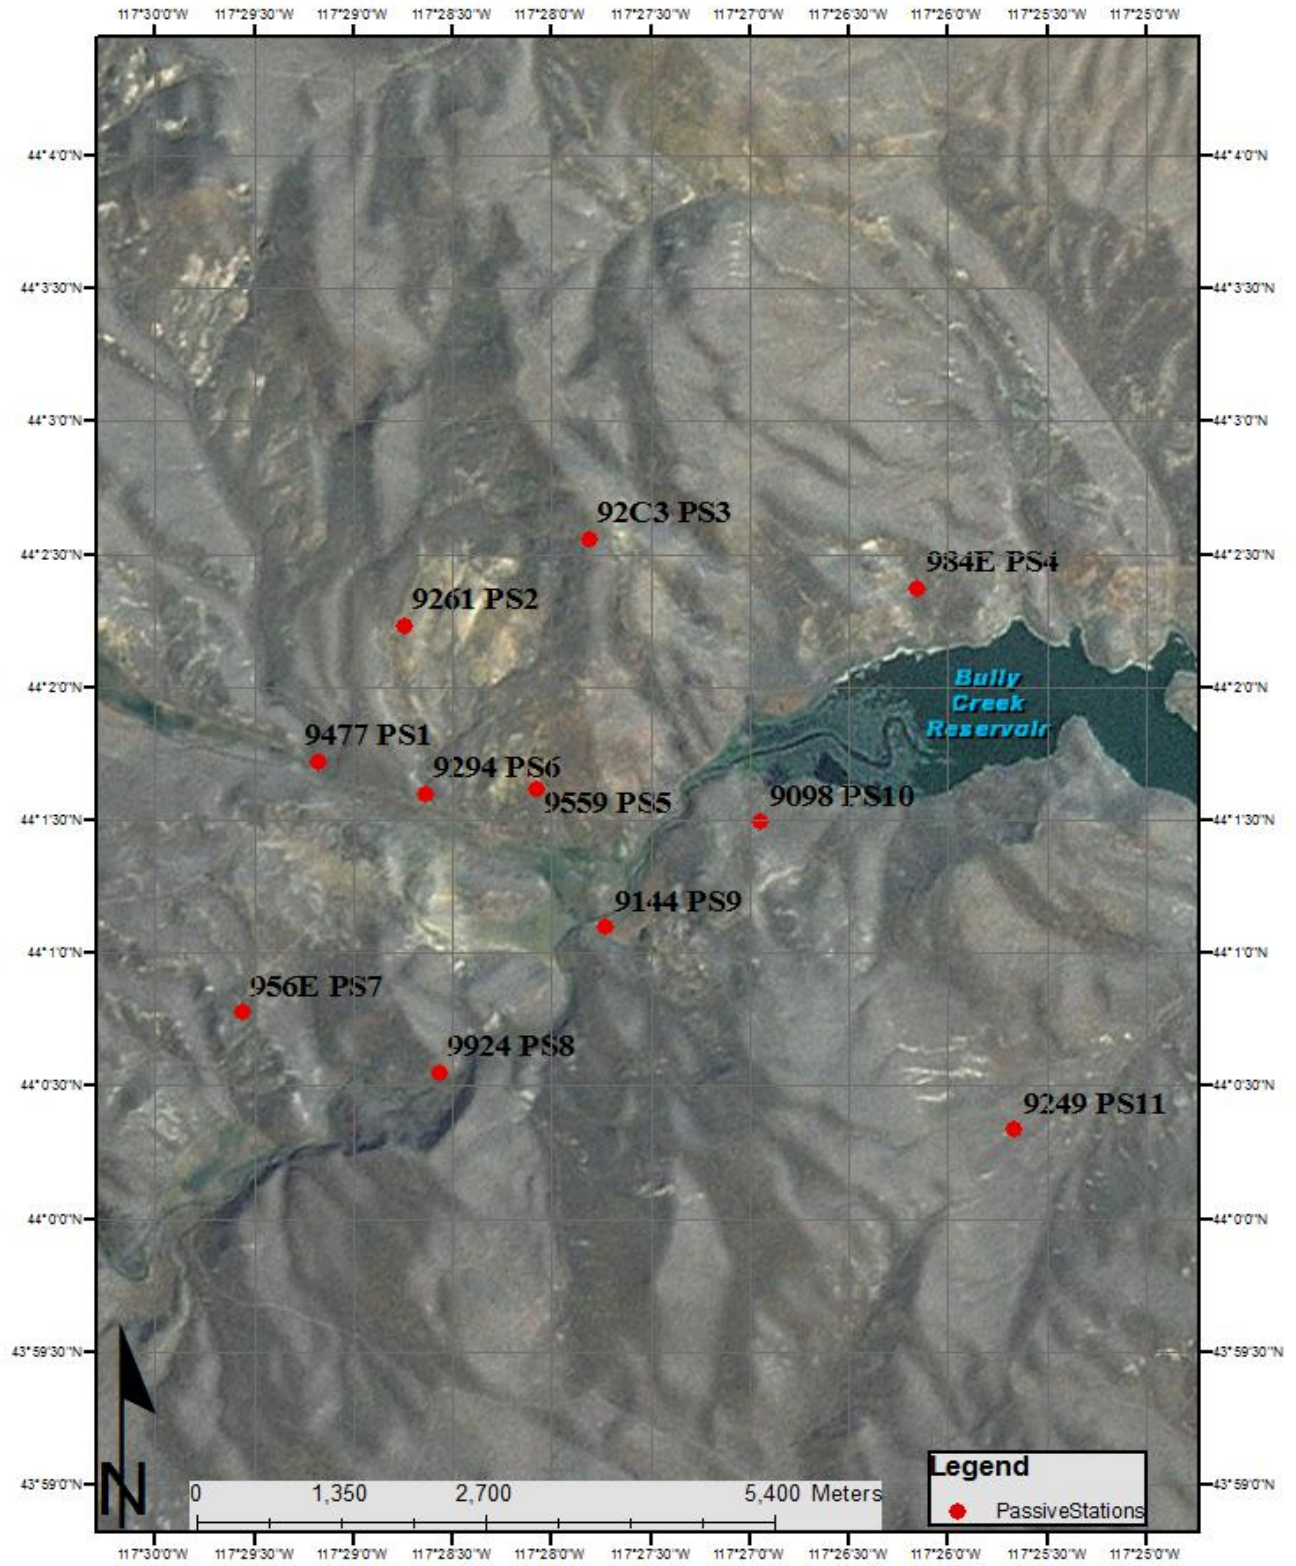 117°30'0"W 117°29'30"W 117°29'0"W 117°28'30"W 117°28'0"W 117°27'30"W 117°27'0"W 117°26'30"W 117°26'0"W 117°25'30"W 117°25'0"W
44°4'0"N 44°4'0"N
44°3'30"N 44°3'30"N
44°3'0"N 44°3'0"N
92C3 PS3
44°2'30"N 44°2'30"N
984E PS4
9261 PS2
44°2'0"N 44°2'0"N
Bully
Creek
Reservoir
9477 PS1
9294 PS6
9559 PS5
9098 PS10
44°1'30"N 44°1'30"N
9144 PS9
44°1'0"N 44°1'0"N
956E PS7
9924 PS8
44°0'30"N 44°0'30"N
9249 PS11
44°0'0"N 44°0'0"N
43°59'30"N 43°59'30"N
Legend
PassiveStations
43°59'0"N 43°59'0"N
N
0 1,350 2,700 5,400 Meters
117°30'0"W 117°29'30"W 117°29'0"W 117°28'30"W 117°28'0"W 117°27'30"W 117°27'0"W 117°26'30"W 117°26'0"W 117°25'30"W 117°25'0"W